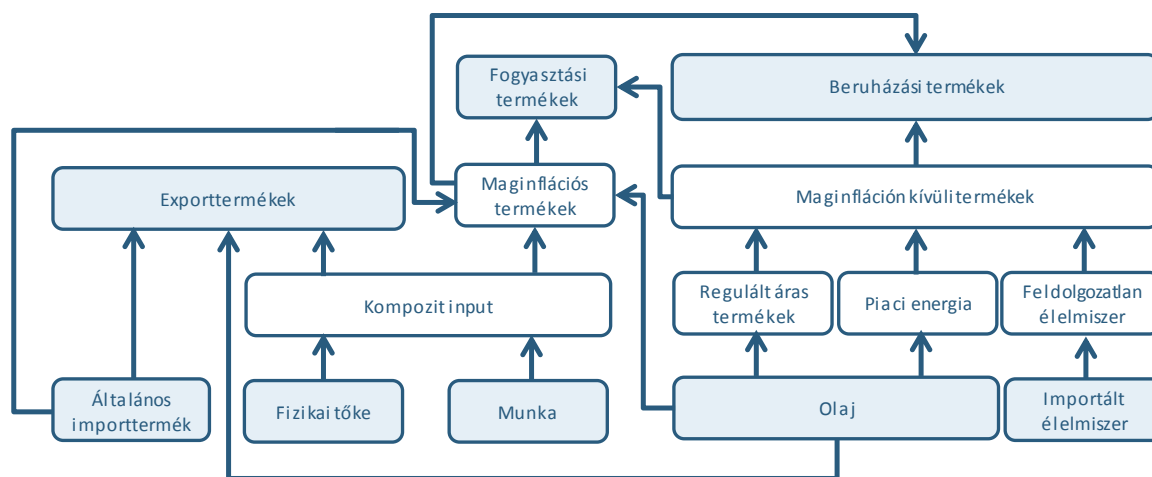 Fogyasztási
termékek
Beruházási termékek
Exporttermékek
Maginflációs
termékek
Maginfláción kívüli termékek
Kompozit input
Regulált áras
termékek
Piaci energia
Feldolgozatlan
élelmiszer
Általános
importtermék
Fizikai tőke
Munka
Olaj
Importált
élelmiszer